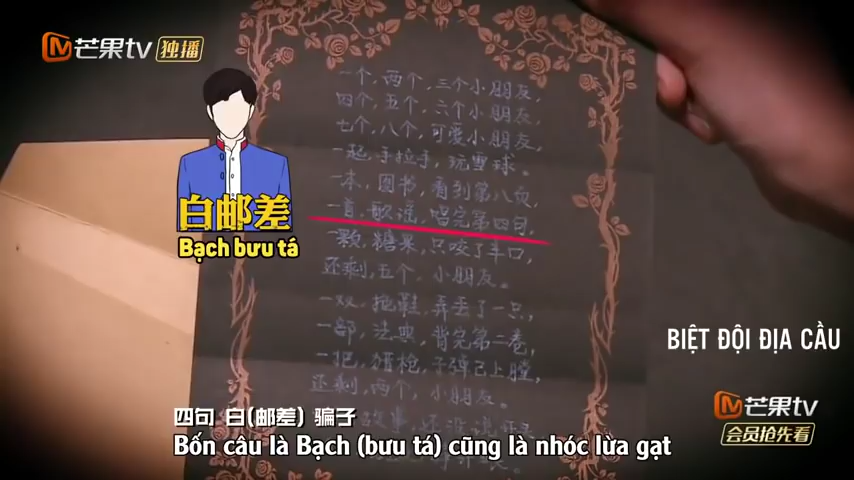 芒果tv 独播
一个，两个，三个小朋友，
四个，五个，六个小朋友，
七个，八个，可爱小朋友，
一起，手拉手，玩雪球。
一本，图书，看到第八页，
一首，歌谣，唱完第四句，
一颗，糖果，只咬了半口，
还剩，五个，小朋友。
一双，拖鞋，弄丢了一只，
一部，法典，背完第二卷，
一把，猎枪，子弹已上膛，
还剩，两个，小朋友。
故事，还没说
白邮差
Bạch bưu tá
BIỆT ĐỘI ĐỊA CẦU
芒果tv
会员抢先看
四句 白(邮差) 骗子
Bốn câu là Bạch (bưu tá) cũng là nhóc lừa gạt